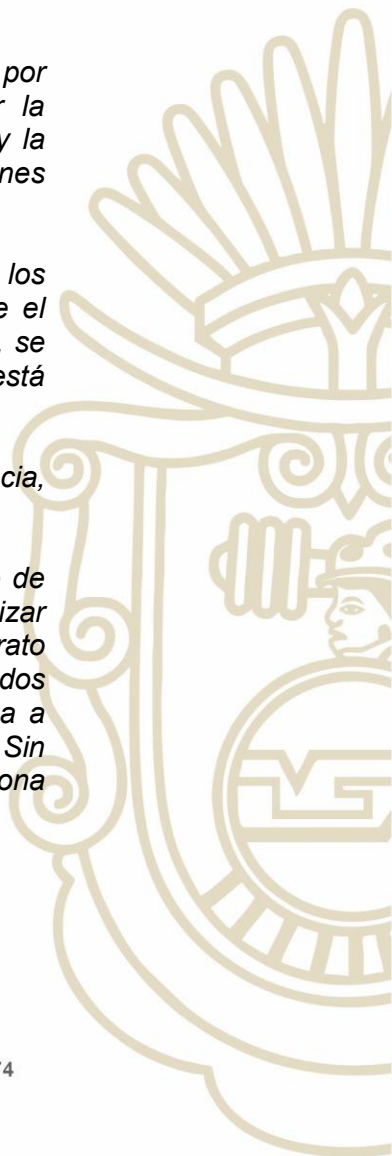 por
r la
y la
nes
los
e el
se
está
cia,
de
izar
rato
dos
a a
Sin
ona
74